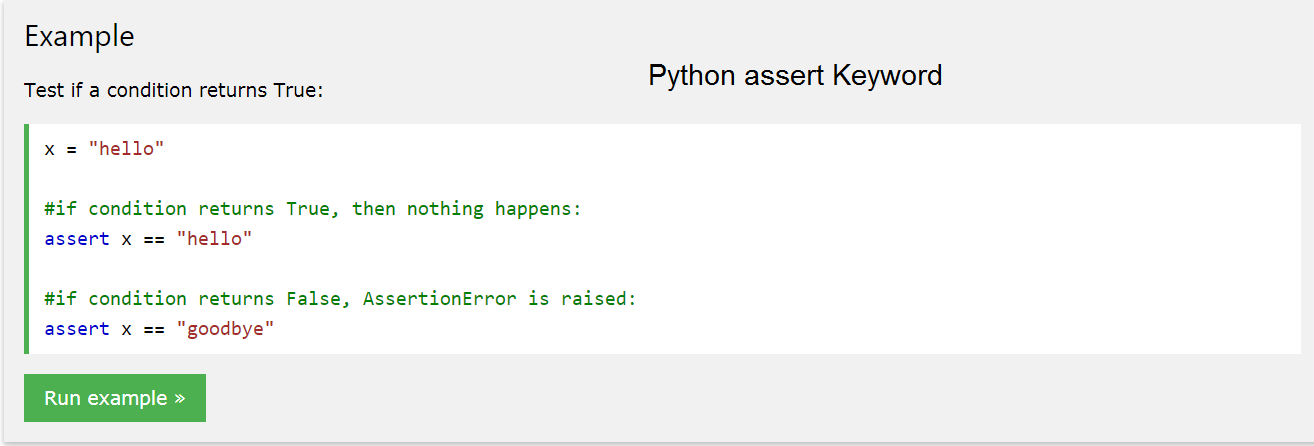 Example
Python assert Keyword
Test if a condition returns True:
x = "hello"
#if condition returns True, then nothing happens:
assert x == "hello"
#if condition returns False, AssertionError is raised:
assert x == "goodbye"
Run example »